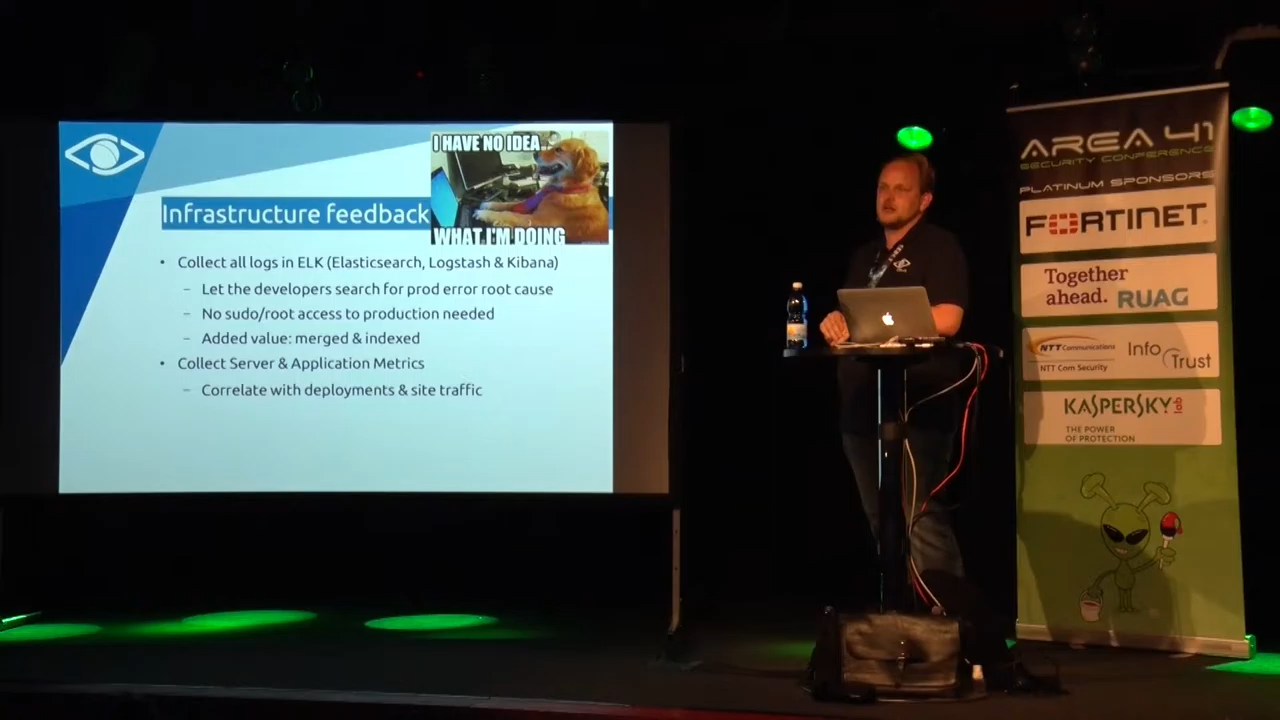 I HAVE NO IDEA...
WHAT I'M DOING
Infrastructure feedback
• Collect all logs in ELK (Elasticsearch, Logstash & Kibana)
– Let the developers search for prod error root cause
– No sudo/root access to production needed
– Added value: merged & indexed
• Collect Server & Application Metrics
– Correlate with deployments & site traffic
AREA 41
SECURITY CONFERENCE
PLATINUM SPONSORS
FORTINET
Together
ahead. RUAG
NTT Communications
NTT Com Security
Info
Trust
KASPERSKY lab
THE POWER
OF PROTECTION